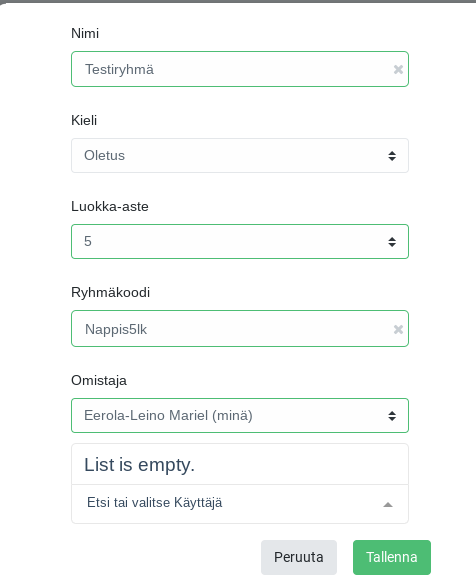 Nimi
Testiryhmä
Kieli
Oletus
Luokka-aste
5
Ryhmäkoodi
Nappis5lk
Omistaja
Eerola-Leino Mariel (minä)
List is empty.
Etsi tai valitse Käyttäjä
Peruuta Tallenna